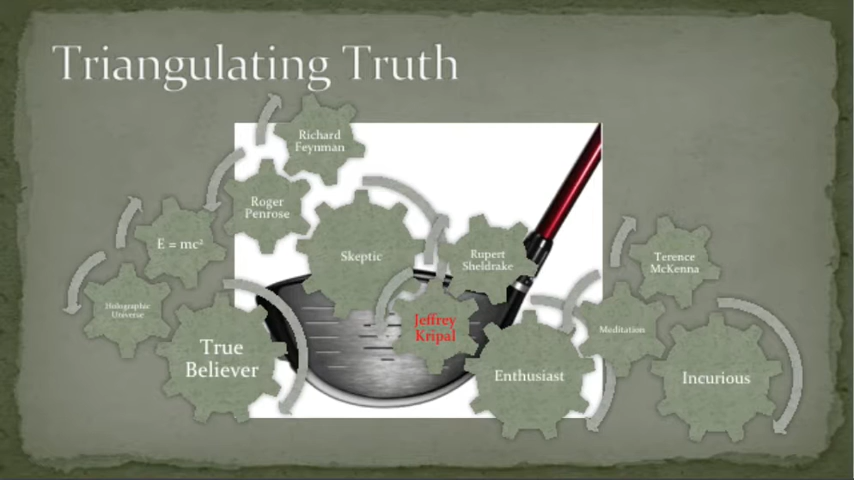 Triangulating Truth
Richard
Feynman
Roger
Penrose
E = mc²
Skeptic
Rupert
Sheldrake
Terence
McKenna
Holographic
Universe
Jeffrey
Kripal
Meditation
True
Believer
Enthusiast
Incurious